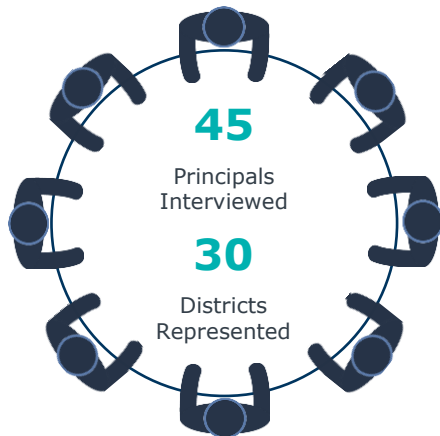 45
Principals
Interviewed
30
Districts
Represented